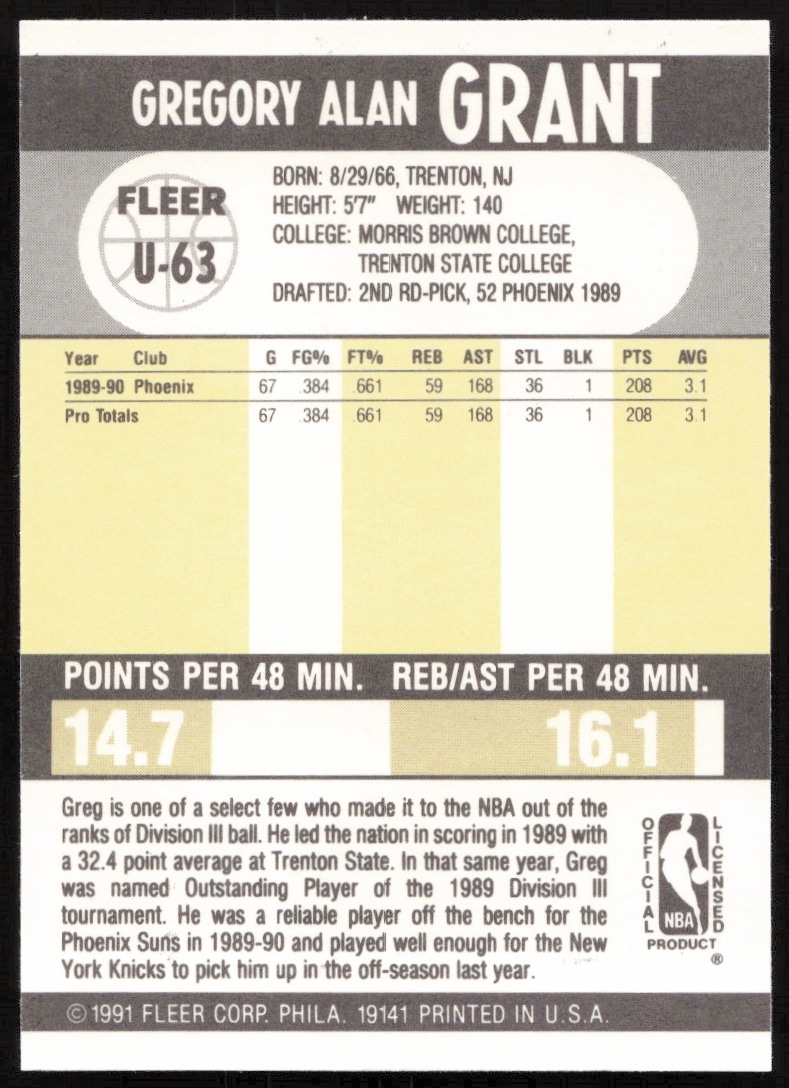 GREGORY ALAN GRANT
FLEER
U-63
BORN: 8/29/66, TRENTON, NJ
HEIGHT: 5'7" WEIGHT: 140
COLLEGE: MORRIS BROWN COLLEGE,
TRENTON STATE COLLEGE
DRAFTED: 2ND RD-PICK, 52 PHOENIX 1989
Year Club G FG% FT% REB AST STL BLK PTS AVG
1989-90 Phoenix 67 .384 .661 59 168 36 1 208 3.1
Pro Totals 67 .384 .661 59 168 36 1 208 3.1
POINTS PER 48 MIN. REB/AST PER 48 MIN.
14.7 16.1
Greg is one of a select few who made it to the NBA out of the
ranks of Division III ball. He led the nation in scoring in 1989 with
a 32.4 point average at Trenton State. In that same year, Greg
was named Outstanding Player of the 1989 Division III
tournament. He was a reliable player off the bench for the
Phoenix Suns in 1989-90 and played well enough for the New
York Knicks to pick him up in the off-season last year.
OFFICIAL
LICENSED
NBA
PRODUCT
®
© 1991 FLEER CORP. PHILA. 19141 PRINTED IN U.S.A.